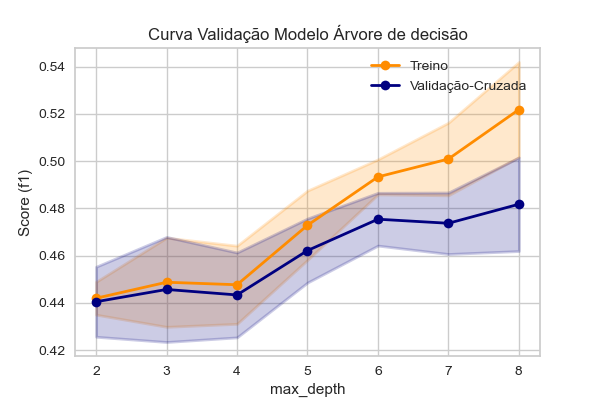 Curva Validação Modelo Árvore de decisão
Treino
Validação-Cruzada
Score (f1)
0.54
0.52
0.50
0.48
0.46
0.44
0.42
2 3 4 5 6 7 8
max_depth